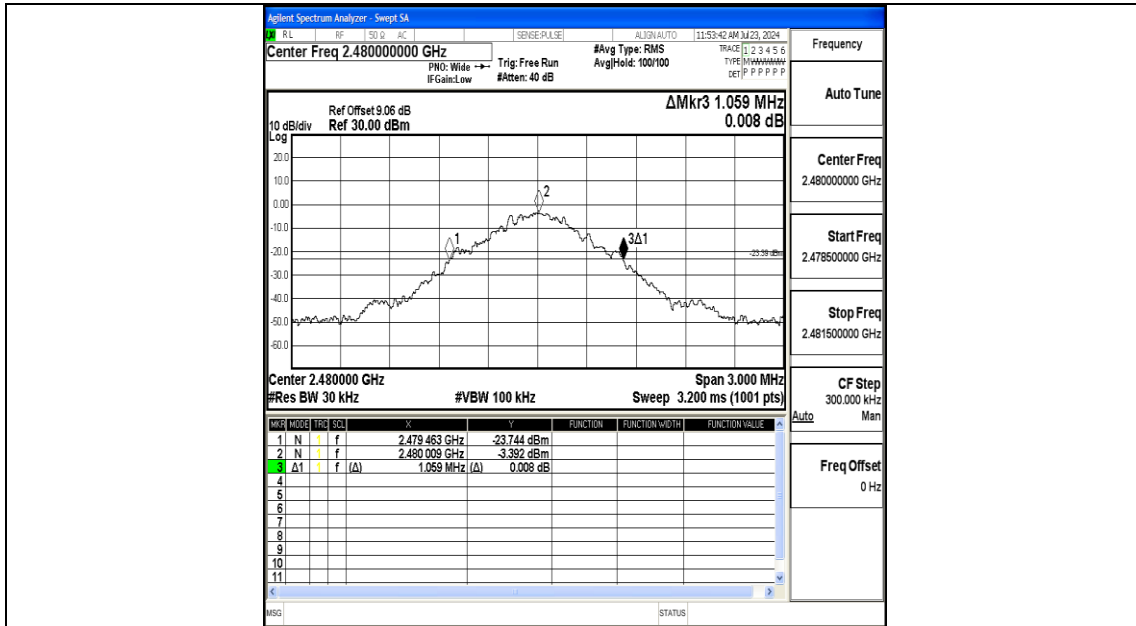 Agilent Spectrum Analyzer - Swept SA
RL RF 50 Ω AC SENSE:PULSE ALIGNAUTO 11:53:42 AM Jul 23, 2024
Center Freq 2.480000000 GHz
PNO: Wide
IFGain:Low
Trig: Free Run
#Atten: 40 dB
#Avg Type: RMS
Avg|Hold: 100/100
TRACE 1 2 3 4 5 6
TYPE MWWWWW
DET P P P P P P
ΔMkr3 1.059 MHz
0.008 dB
Ref Offset 9.06 dB
Ref 30.00 dBm
10 dB/div
Log
20.0
10.0
0.00
-10.0
-20.0
-30.0
-40.0
-50.0
-60.0
1
2
3Δ1
-23.39 dBm
Center 2.480000 GHz
Span 3.000 MHz
#Res BW 30 kHz
#VBW 100 kHz
Sweep 3.200 ms (1001 pts)
MKR MODE TRC SCL X Y FUNCTION FUNCTION WIDTH FUNCTION VALUE
1 N 1 f 2.479 463 GHz -23.744 dBm
2 N 1 f 2.480 009 GHz -3.392 dBm
3 Δ1 1 f (Δ) 1.059 MHz (Δ) 0.008 dB
4
5
6
7
8
9
10
11
MSG
STATUS
Frequency
Auto Tune
Center Freq
2.480000000 GHz
Start Freq
2.478500000 GHz
Stop Freq
2.481500000 GHz
CF Step
300.000 kHz
Auto Man
Freq Offset
0 Hz